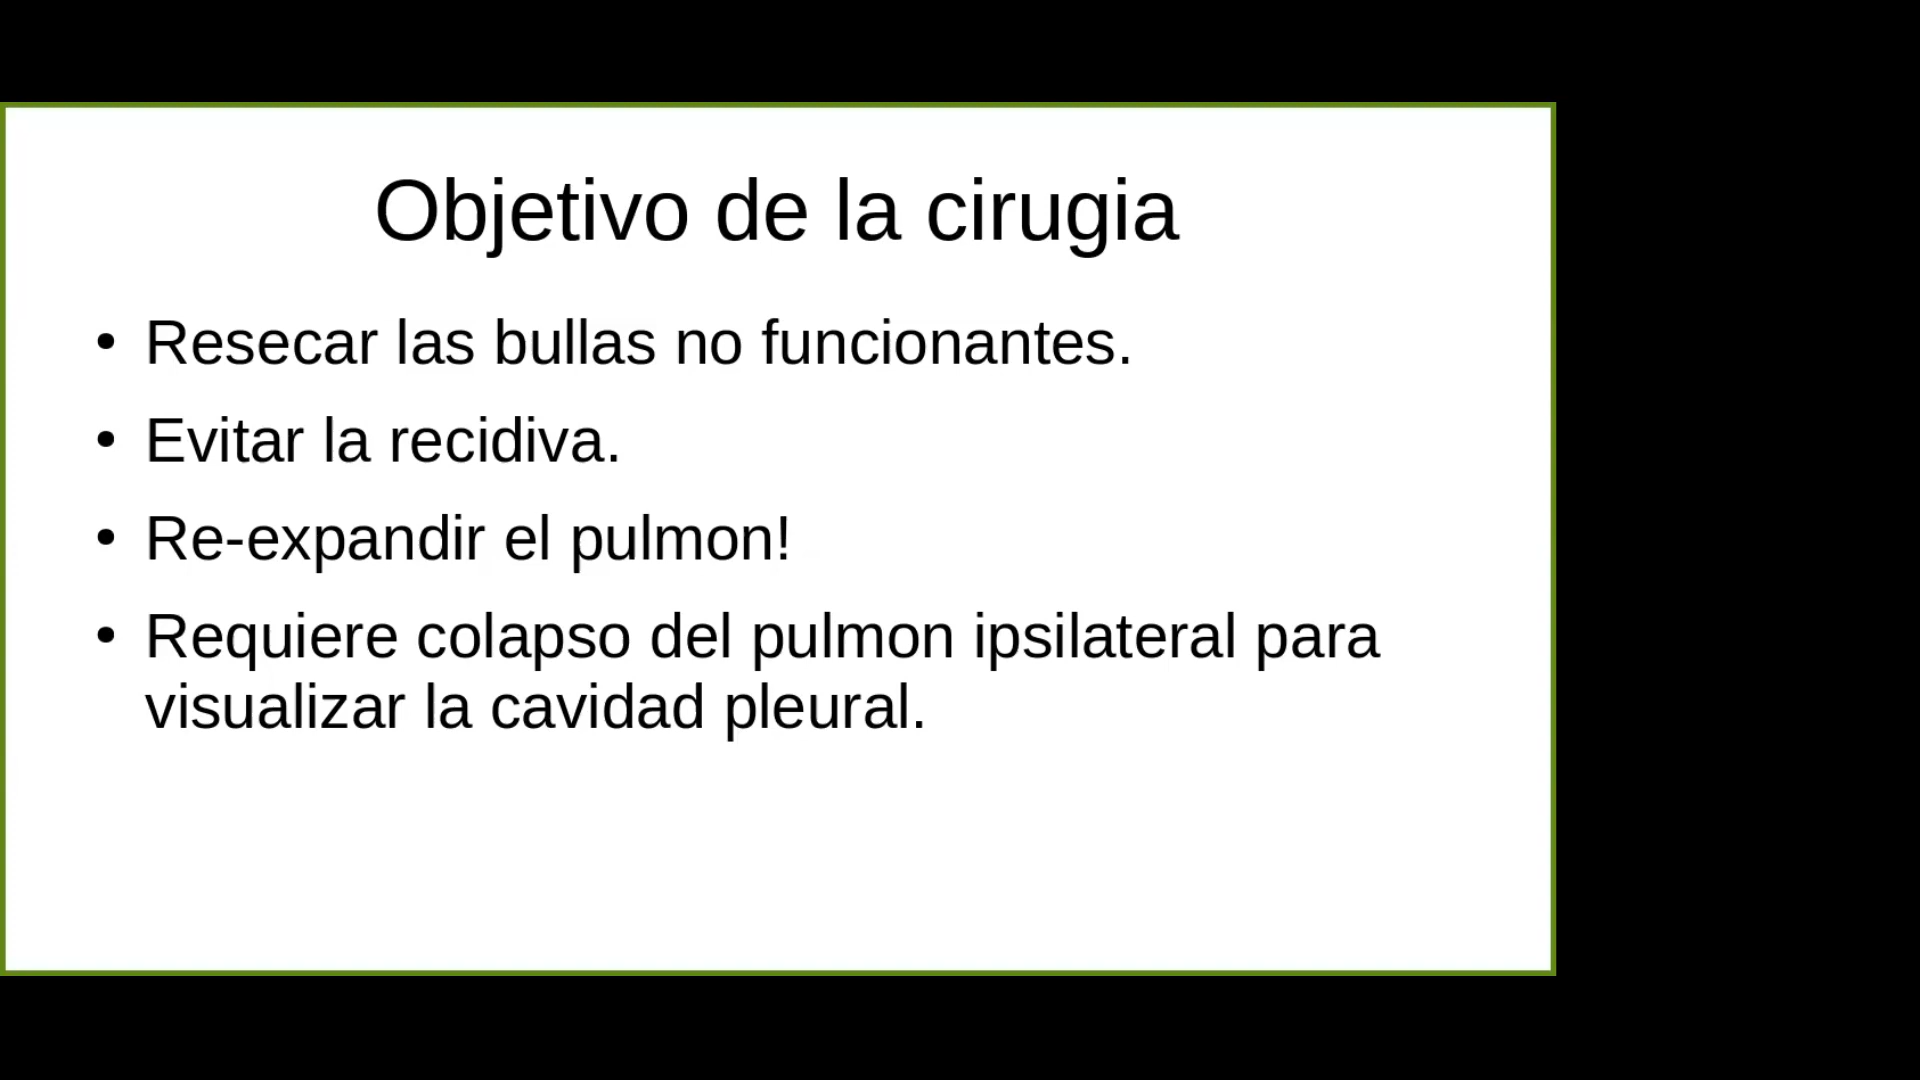 Objetivo de la cirugia
• Resecar las bullas no funcionantes.
• Evitar la recidiva.
• Re-expandir el pulmon!
• Requiere colapso del pulmon ipsilateral para
visualizar la cavidad pleural.